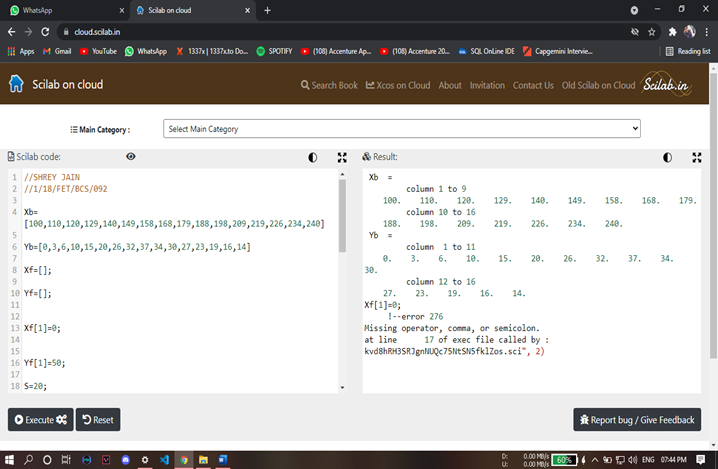 WhatsApp
Scilab on cloud
cloud.scilab.in
Apps Gmail YouTube WhatsApp 1337x | 1337x.to Do... SPOTIFY (108) Accenture Ap... (108) Accenture 20... SQL OnLine IDE Capgemini Intervie... Reading list
Scilab on cloud
Search Book Xcos on Cloud About Invitation Contact Us Old Scilab on Cloud Scilab.in
Main Category : Select Main Category
Scilab code:
1 //SHREY JAIN
2 //1/18/FET/BCS/092
3
4 Xb=
[100,110,120,129,140,149,158,168,179,188,198,209,219,226,234,240]
5
6 Yb=[0,3,6,10,15,20,26,32,37,34,30,27,23,19,16,14]
7
8 Xf=[];
9
10 Yf=[];
11
12
13 Xf[1]=0;
14
15
16 Yf[1]=50;
17
18 S=20;
Execute Reset
Result:
Xb =
column 1 to 9
100. 110. 120. 129. 140. 149. 158. 168. 179.
column 10 to 16
188. 198. 209. 219. 226. 234. 240.
Yb =
column 1 to 11
0. 3. 6. 10. 15. 20. 26. 32. 37. 34.
30.
column 12 to 16
27. 23. 19. 16. 14.
Xf[1]=0;
!--error 276
Missing operator, comma, or semicolon.
at line 17 of exec file called by :
kvd8hRH3SRJgnNUQc75NtSN5fklZos.sci", 2)
Report bug / Give Feedback
D: 0.00 MB/s
U: 0.00 MB/s
60%
ENG 07:44 PM